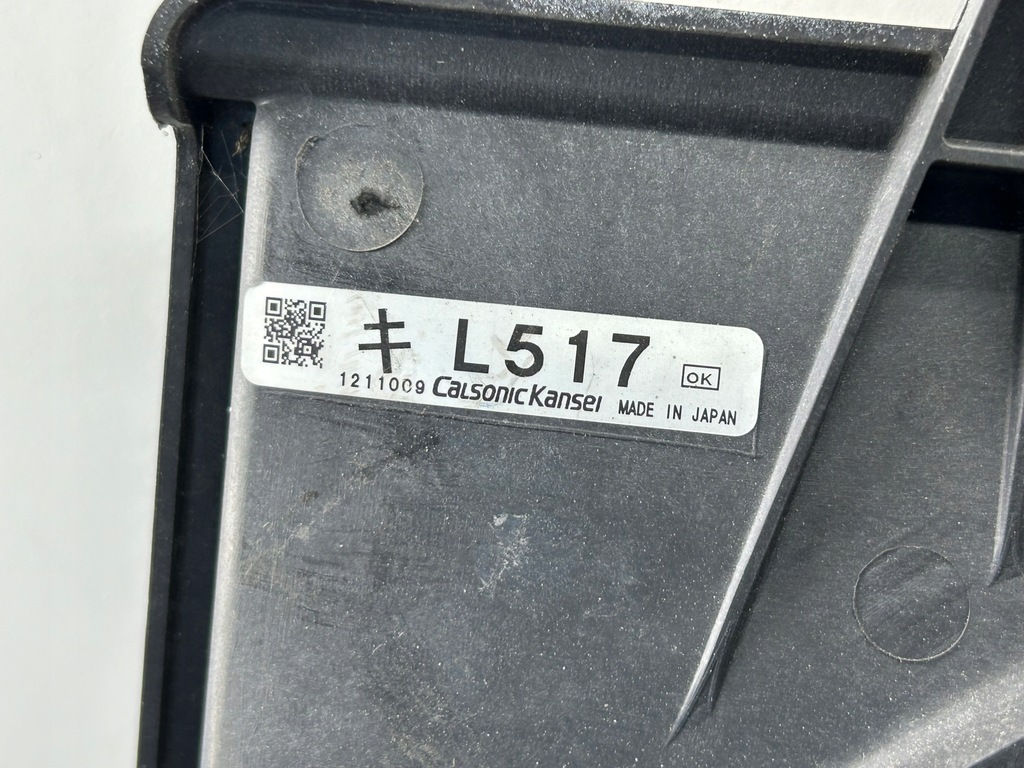 キ L517 OK
1211009 CalsonicKansei MADE IN JAPAN